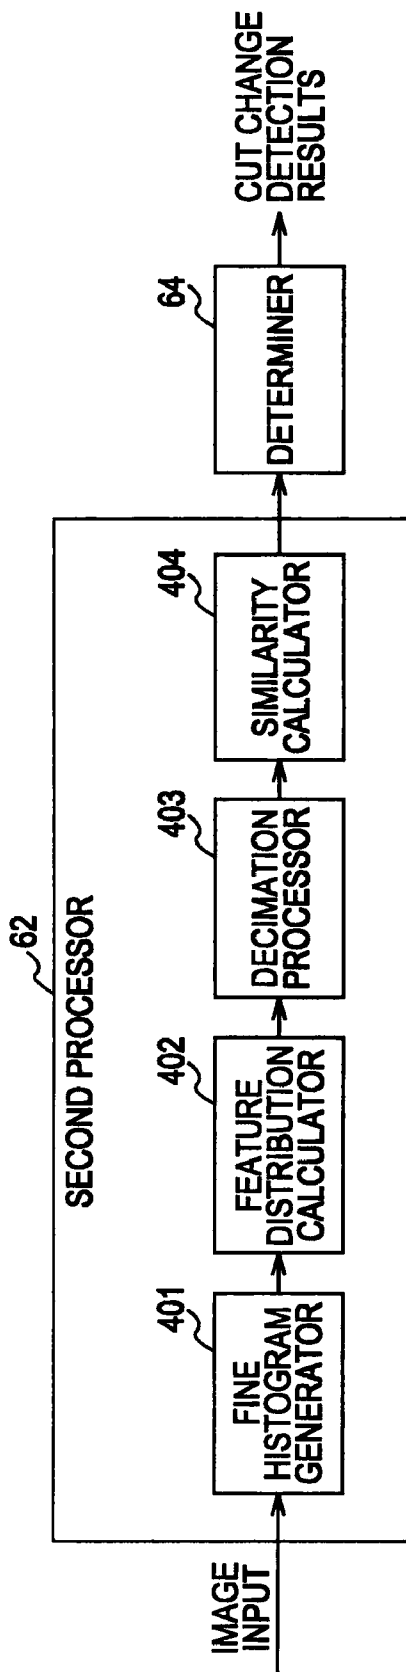 IMAGE
INPUT
62
SECOND PROCESSOR
401
FINE
HISTOGRAM
GENERATOR
402
FEATURE
DISTRIBUTION
CALCULATOR
403
DECIMATION
PROCESSOR
404
SIMILARITY
CALCULATOR
64
DETERMINER
CUT CHANGE
DETECTION
RESULTS